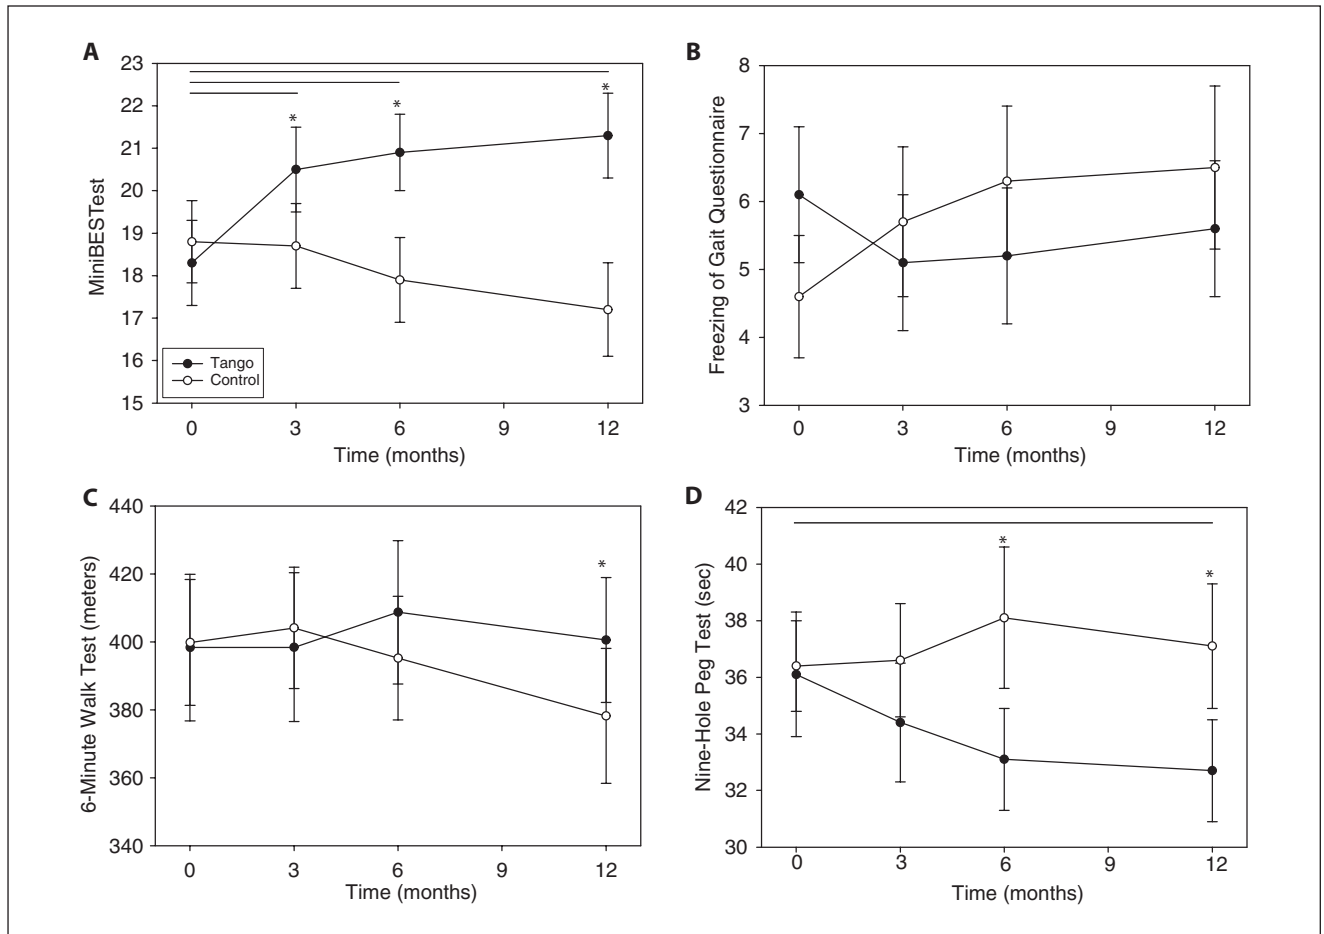 A
MiniBESTest
23
22
21
20
19
18
17
16
15
*
*
*
Tango
Control
0 3 6 9 12
Time (months)
B
Freezing of Gait Questionnaire
8
7
6
5
4
3
0 3 6 9 12
Time (months)
C
6-Minute Walk Test (meters)
440
420
400
380
360
340
*
0 3 6 9 12
Time (months)
D
Nine-Hole Peg Test (sec)
42
40
38
36
34
32
30
*
*
0 3 6 9 12
Time (months)